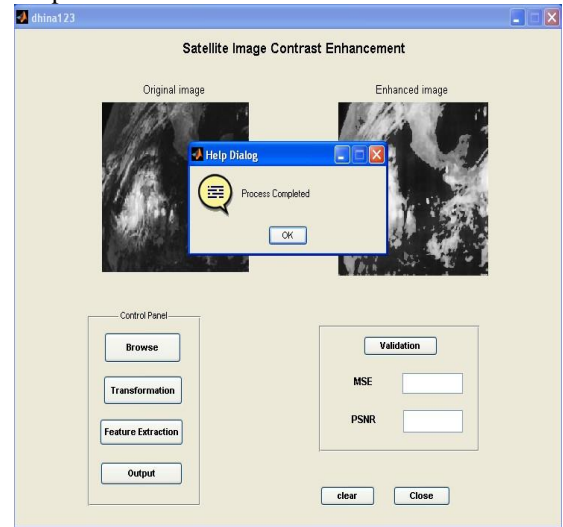 dhina123
Satellite Image Contrast Enhancement
Original image
Enhanced image
Help Dialog
Process Completed
OK
Control Panel
Browse
Transformation
Feature Extraction
Output
Validation
MSE
PSNR
clear
Close